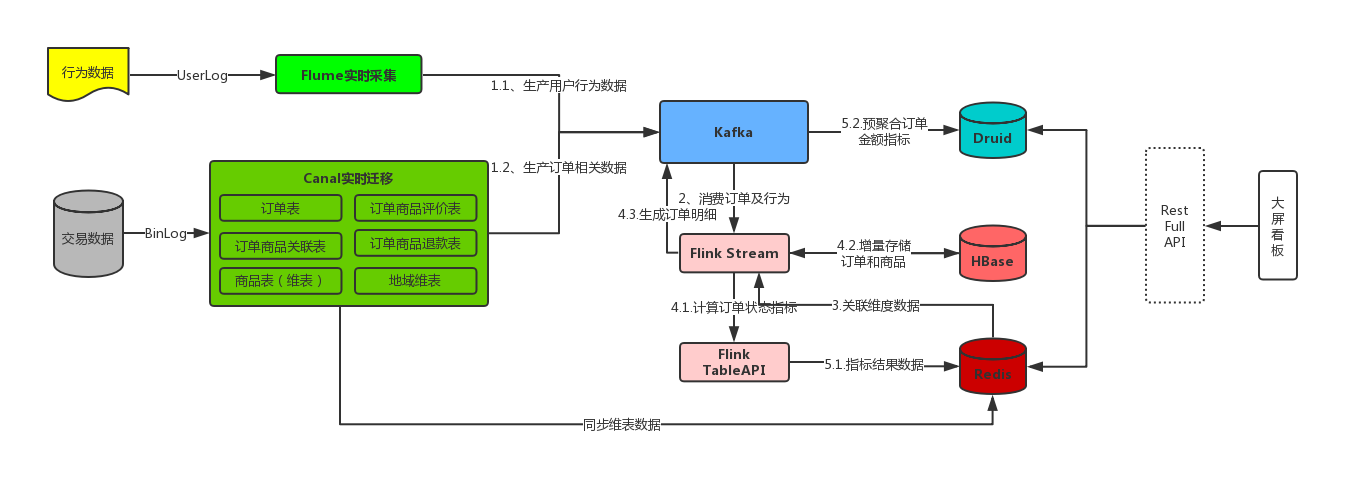 行为数据
UserLog
Flume实时采集
1.1、生产用户行为数据
Kafka
5.2.预聚合订单
金额指标
Druid
1.2、生产订单相关数据
Canal实时迁移
订单表
订单商品评价表
订单商品关联表
订单商品退款表
商品表（维表）
地域维表
交易数据
BinLog
2、消费订单及行为
4.3.生成订单明细
Flink Stream
4.2.增量存储
订单和商品
HBase
Rest
Full
API
大
屏
看
板
4.1.计算订单状态指标
3.关联维度数据
Flink
TableAPI
5.1.指标结果数据
Redis
同步维表数据